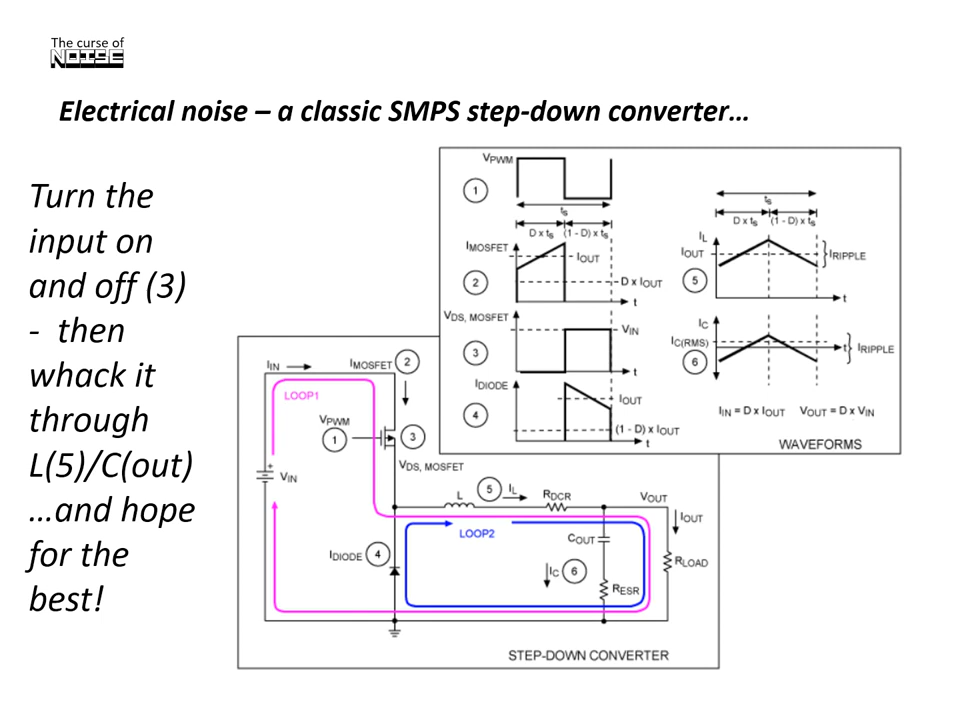 The curse of
NOISE
Electrical noise – a classic SMPS step-down converter…
Turn the
input on
and off (3)
- then
whack it
through
L(5)/C(out)
…and hope
for the
best!
VPWM
1
ts
D x ts (1 - D) x ts
IMOSFET
IOUT
2
D x IOUT
t
VDS, MOSFET
VIN
3
t
IDIODE
IOUT
4
(1 - D) x IOUT
t
ts
D x ts (1 - D) x ts
IL
IOUT
IRIPPLE
5
t
IC
IC(RMS)
t
IRIPPLE
6
IIN = D x IOUT VOUT = D x VIN
WAVEFORMS
IIN
IMOSFET 2
LOOP1
VPWM
1
3
VDS, MOSFET
+
VIN
L
5
IL
RDCR
VOUT
IOUT
LOOP2
COUT
IDIODE 4
IC 6
RLOAD
RESR
STEP-DOWN CONVERTER